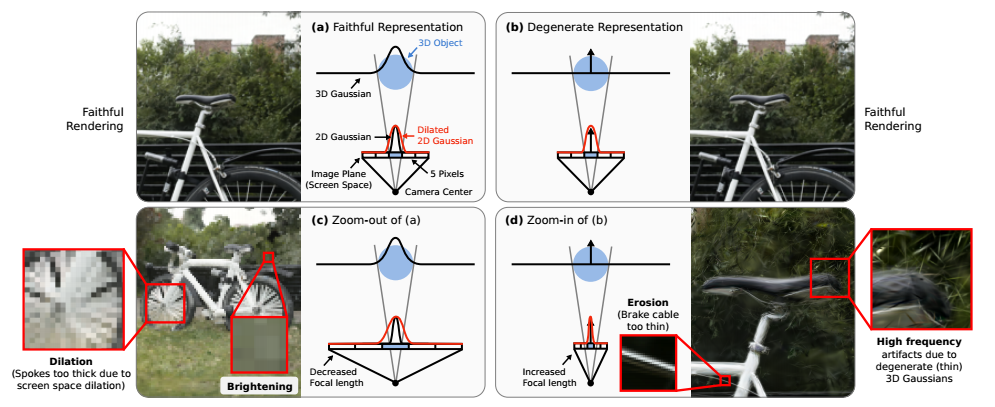 (a) Faithful Representation
3D Object
3D Gaussian
2D Gaussian
Dilated
2D Gaussian
Image Plane
(Screen Space)
5 Pixels
Camera Center
Faithful
Rendering
(b) Degenerate Representation
Faithful
Rendering
(c) Zoom-out of (a)
Decreased
Focal length
Dilation
(Spokes too thick due to
screen space dilation)
Brightening
(d) Zoom-in of (b)
Erosion
(Brake cable
too thin)
Increased
Focal length
High frequency
artifacts due to
degenerate (thin)
3D Gaussians